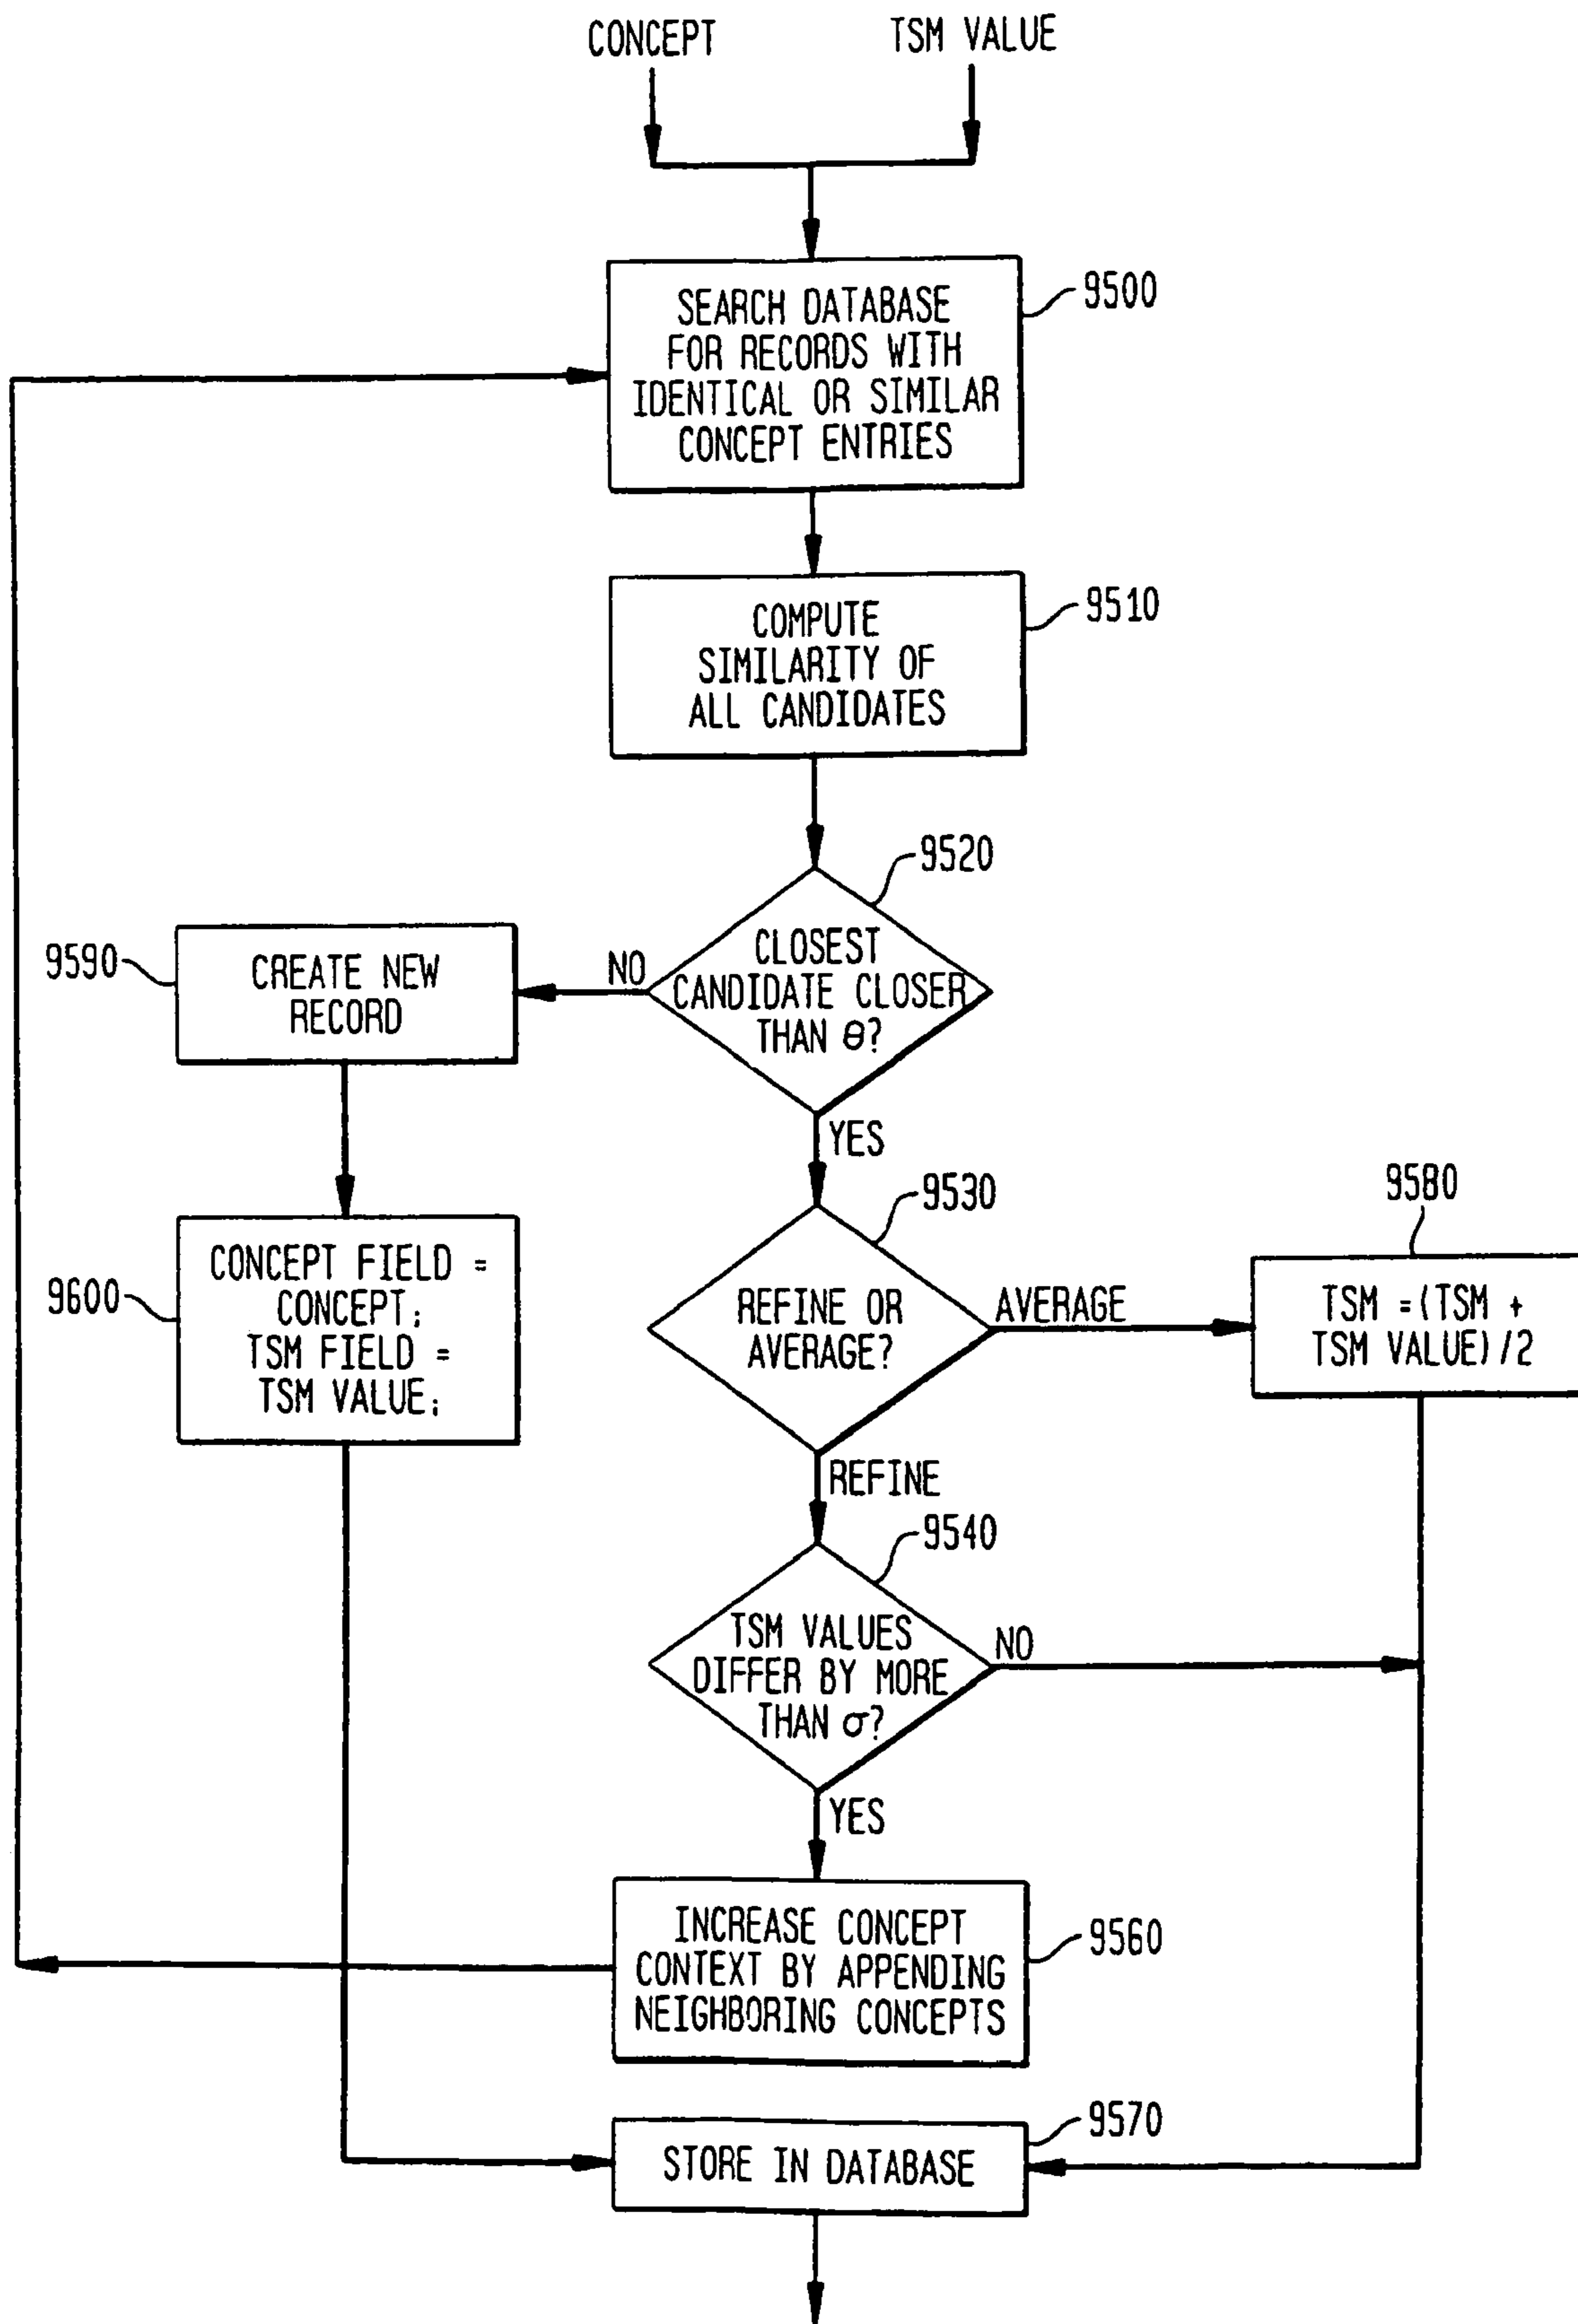 CONCEPT
TSM VALUE
SEARCH DATABASE
FOR RECORDS WITH
IDENTICAL OR SIMILAR
CONCEPT ENTRIES
9500
COMPUTE
SIMILARITY OF
ALL CANDIDATES
9510
CLOSEST
CANDIDATE CLOSER
THAN θ?
9520
NO
CREATE NEW
RECORD
9590
YES
CONCEPT FIELD =
CONCEPT;
TSM FIELD =
TSM VALUE;
9600
REFINE OR
AVERAGE?
9530
AVERAGE
TSM =(TSM +
TSM VALUE)/2
9580
REFINE
TSM VALUES
DIFFER BY MORE
THAN σ?
9540
NO
YES
INCREASE CONCEPT
CONTEXT BY APPENDING
NEIGHBORING CONCEPTS
9560
STORE IN DATABASE
9570